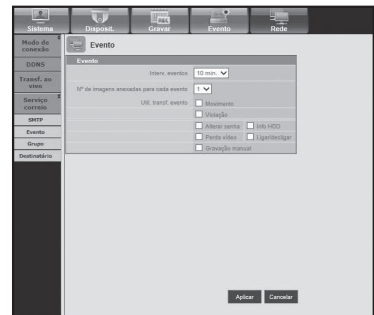 Sistema Disposit. Gravar Evento Rede
Modo de
conexão
DDNS
Transf. ao
vivo
Serviço
correio
SMTP
Evento
Grupo
Destinatário
Evento
Evento
Interv. eventos 10 min.
Nº de imagens anexadas para cada evento 1
Util. transf. evento Movimento
Violação
Alterar senha Info HDD
Perda vídeo Ligar/desligar
Gravação manual
Aplicar Cancelar